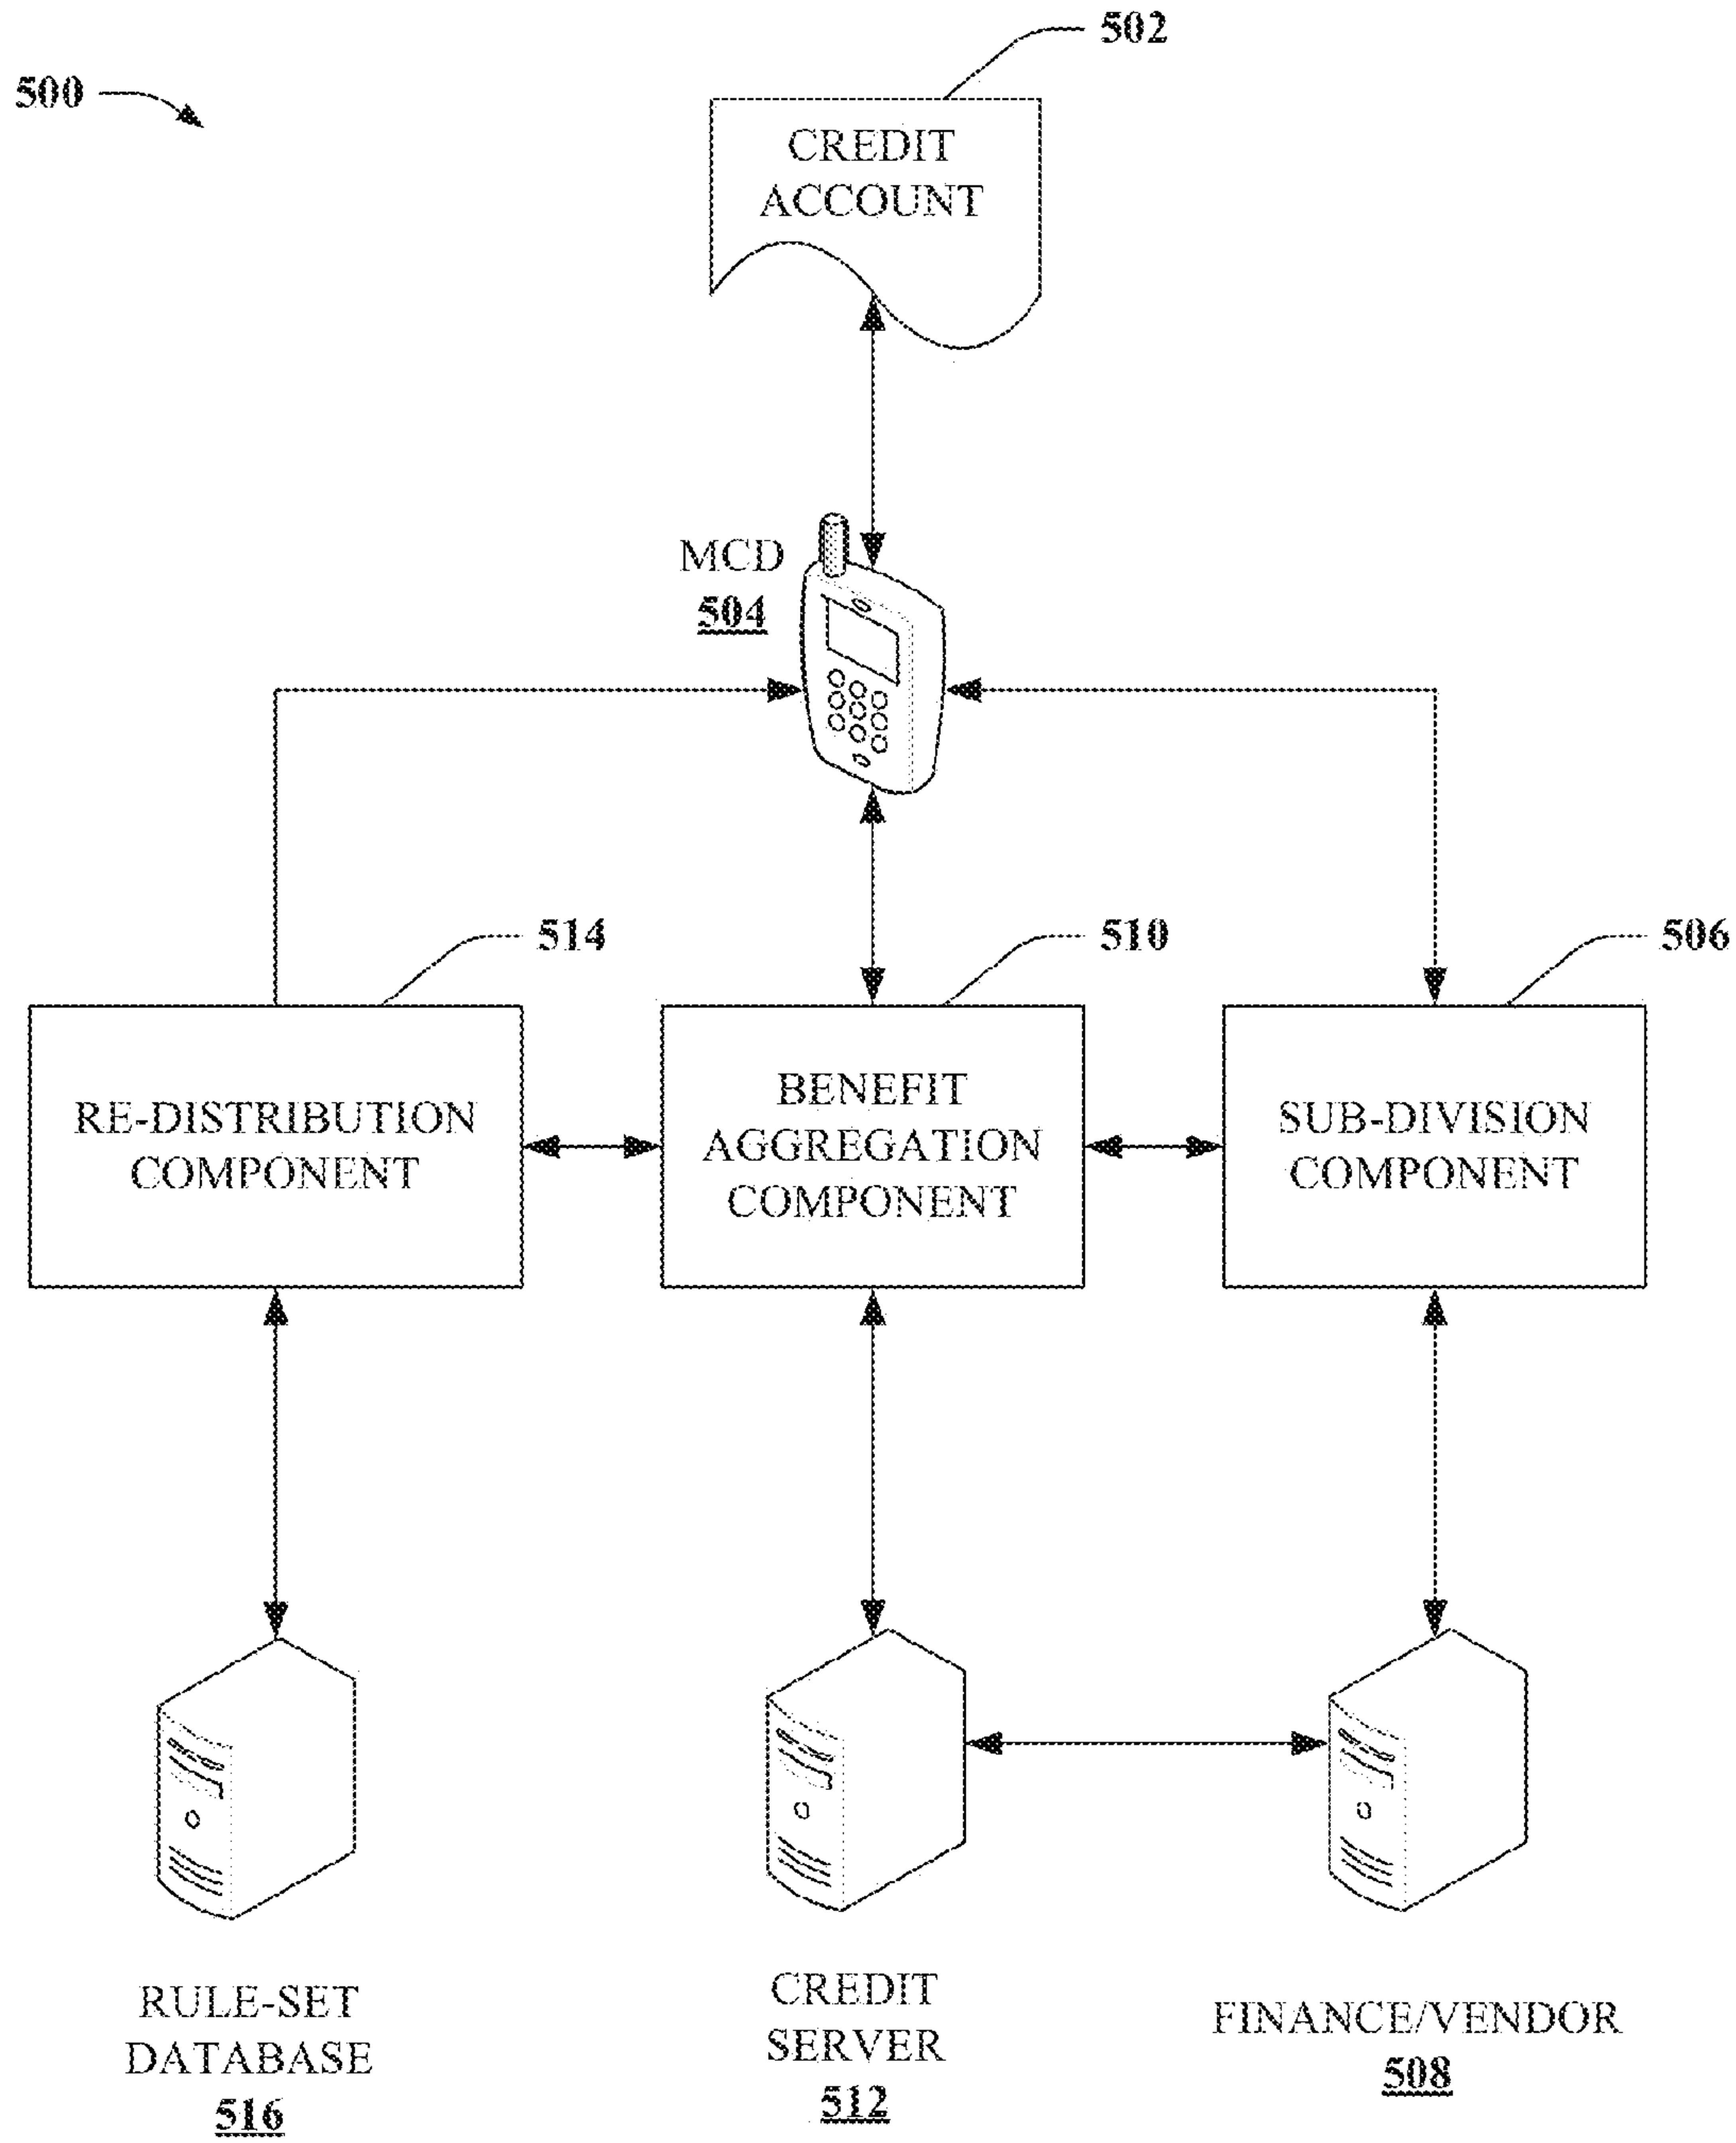 502
500
CREDIT
ACCOUNT
MCD
504
514
510
506
RE-DISTRIBUTION
COMPONENT
BENEFIT
AGGREGATION
COMPONENT
SUB-DIVISION
COMPONENT
RULE-SET
DATABASE
516
CREDIT
SERVER
512
FINANCE/VENDOR
508